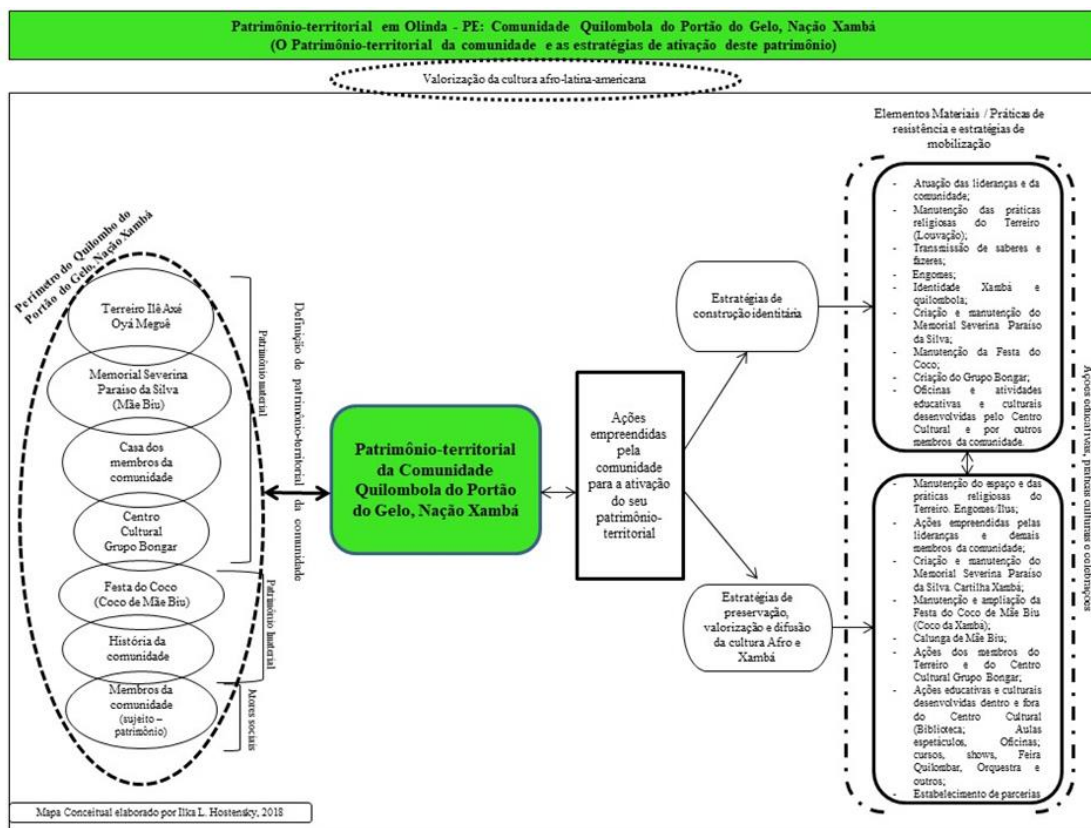 Patrimônio-territorial em Olinda - PE: Comunidade Quilombola do Portão do Gelo, Nação Xambá
(O Patrimônio-territorial da comunidade e as estratégias de ativação deste patrimônio)
Valorização da cultura afro-latina-americana
Perímetro do Quilombo do
Portão do Gelo, Nação Xambá
Terreiro Ilê Axé
Oyá Meguê
Memorial Severina
Paraiso da Silva
(Mãe Biu)
Casa dos
membros da
comunidade
Centro
Cultural
Grupo Bongar
Festa do Coco
(Coco de Mãe Biu)
História da
comunidade
Membros da
comunidade
(sujeito –
patrimônio)
Patrimônio material
Patrimônio Imaterial
Atores sociais
Definição de patrimônio-territorial da comunidade
Patrimônio-territorial
da Comunidade
Quilombola do Portão
do Gelo, Nação Xambá
Ações
empreendidas
pela
comunidade
para a ativação
do seu
patrimônio-
territorial
Estratégias de
construção identitária
Estratégias de
preservação,
valorização e difusão
da cultura Afro e
Xambá
Elementos Materiais / Práticas de
resistência e estratégias de
mobilização
- Atuação das lideranças e da
comunidade;
- Manutenção das práticas
religiosas do Terreiro
(Louvação);
- Transmissão de saberes e
fazeres;
- Engomes;
- Identidade Xambá e
quilombola;
- Criação e manutenção do
Memorial Severina Paraíso
da Silva;
- Manutenção da Festa do
Coco;
- Criação do Grupo Bongar;
- Oficinas e atividades
educativas e culturais
desenvolvidas pelo Centro
Cultural e por outros
membros da comunidade.
- Manutenção do espaço e das
práticas religiosas do
Terreiro. Engomes/Ilus;
- Ações empreendidas pelas
lideranças e demais
membros da comunidade;
- Criação e manutenção do
Memorial Severina Paraíso
da Silva. Cartilha Xambá;
- Manutenção e ampliação da
Festa do Coco de Mãe Biu
(Coco da Xambá);
- Calunga de Mãe Biu;
- Ações dos membros do
Terreiro e do Centro
Cultural Grupo Bongar;
- Ações educativas e culturais
desenvolvidas dentro e fora
do Centro Cultural
(Biblioteca; Aulas
espetáculos, Oficinas;
cursos, shows, Feira
Quilombar, Orquestra e
outros;
- Estabelecimento de parcerias
Ações educativas, práticas culturais e celebrações
Mapa Conceitual elaborado por Ilka L. Hostensky, 2018